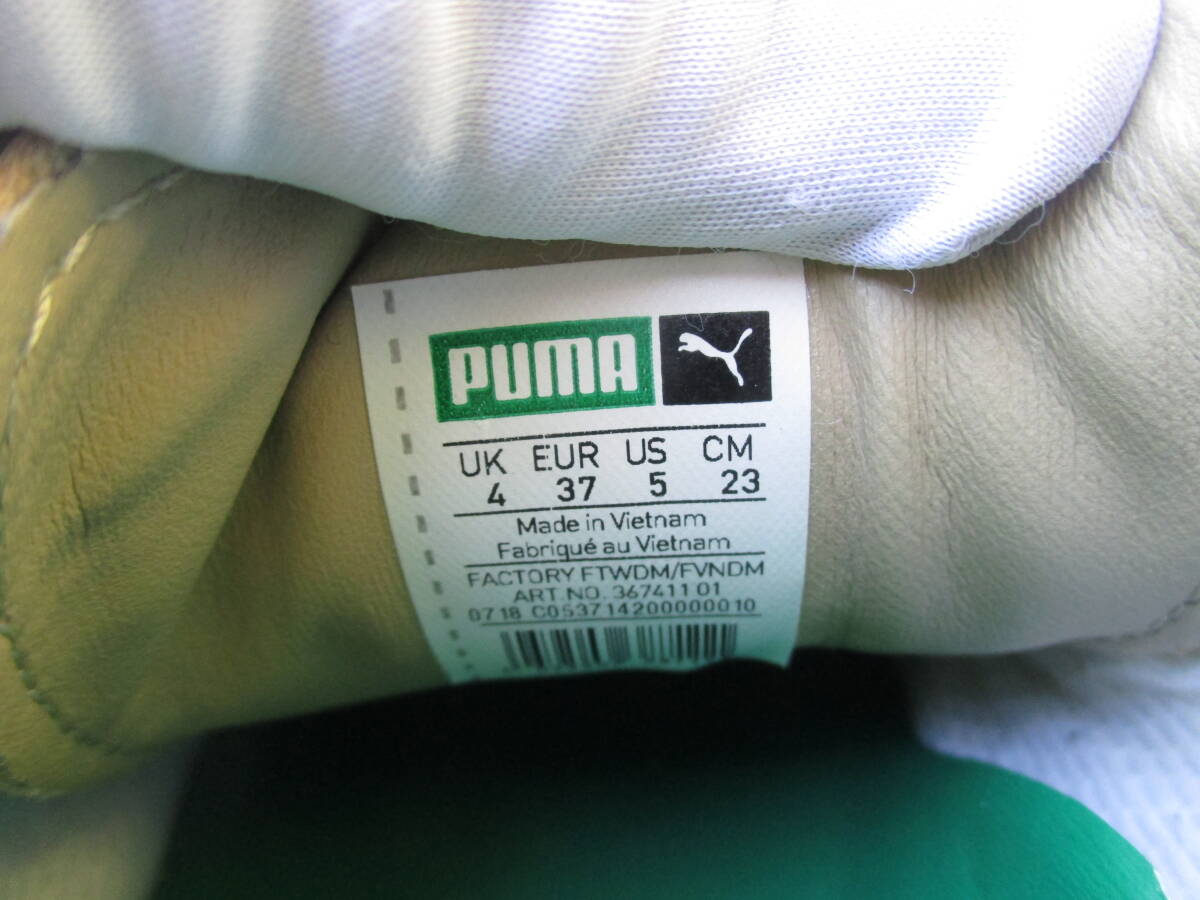 PUMA
UK EUR US CM
4 37 5 23
Made in Vietnam
Fabriqué au Vietnam
FACTORY FTWDM/FVNDM
ART.NO. 367411 01
0718 C053714200000010